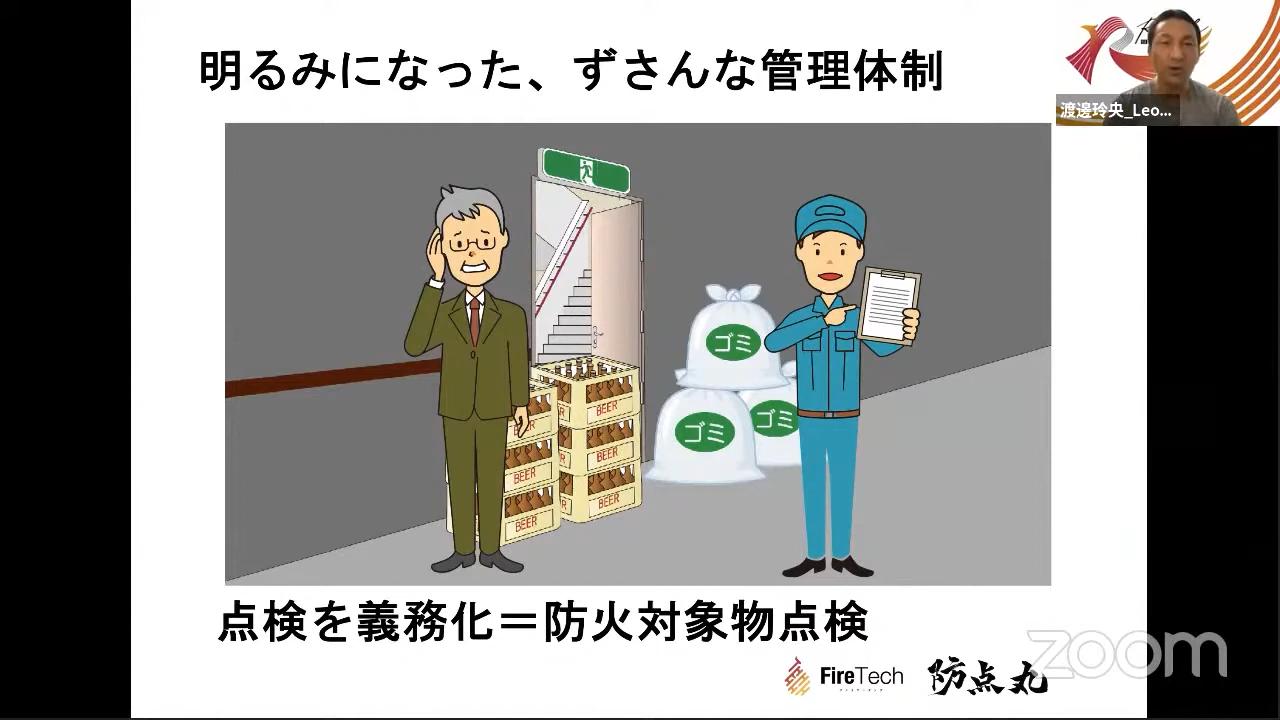 明るみになった、ずさんな管理体制
渡邊玲央_Leo...
ゴミ
ゴミ
ゴミ
BEER
BEER
BEER
BEER
BEER
BEER
点検を義務化＝防火対象物点検
FireTech
防点丸
zoom